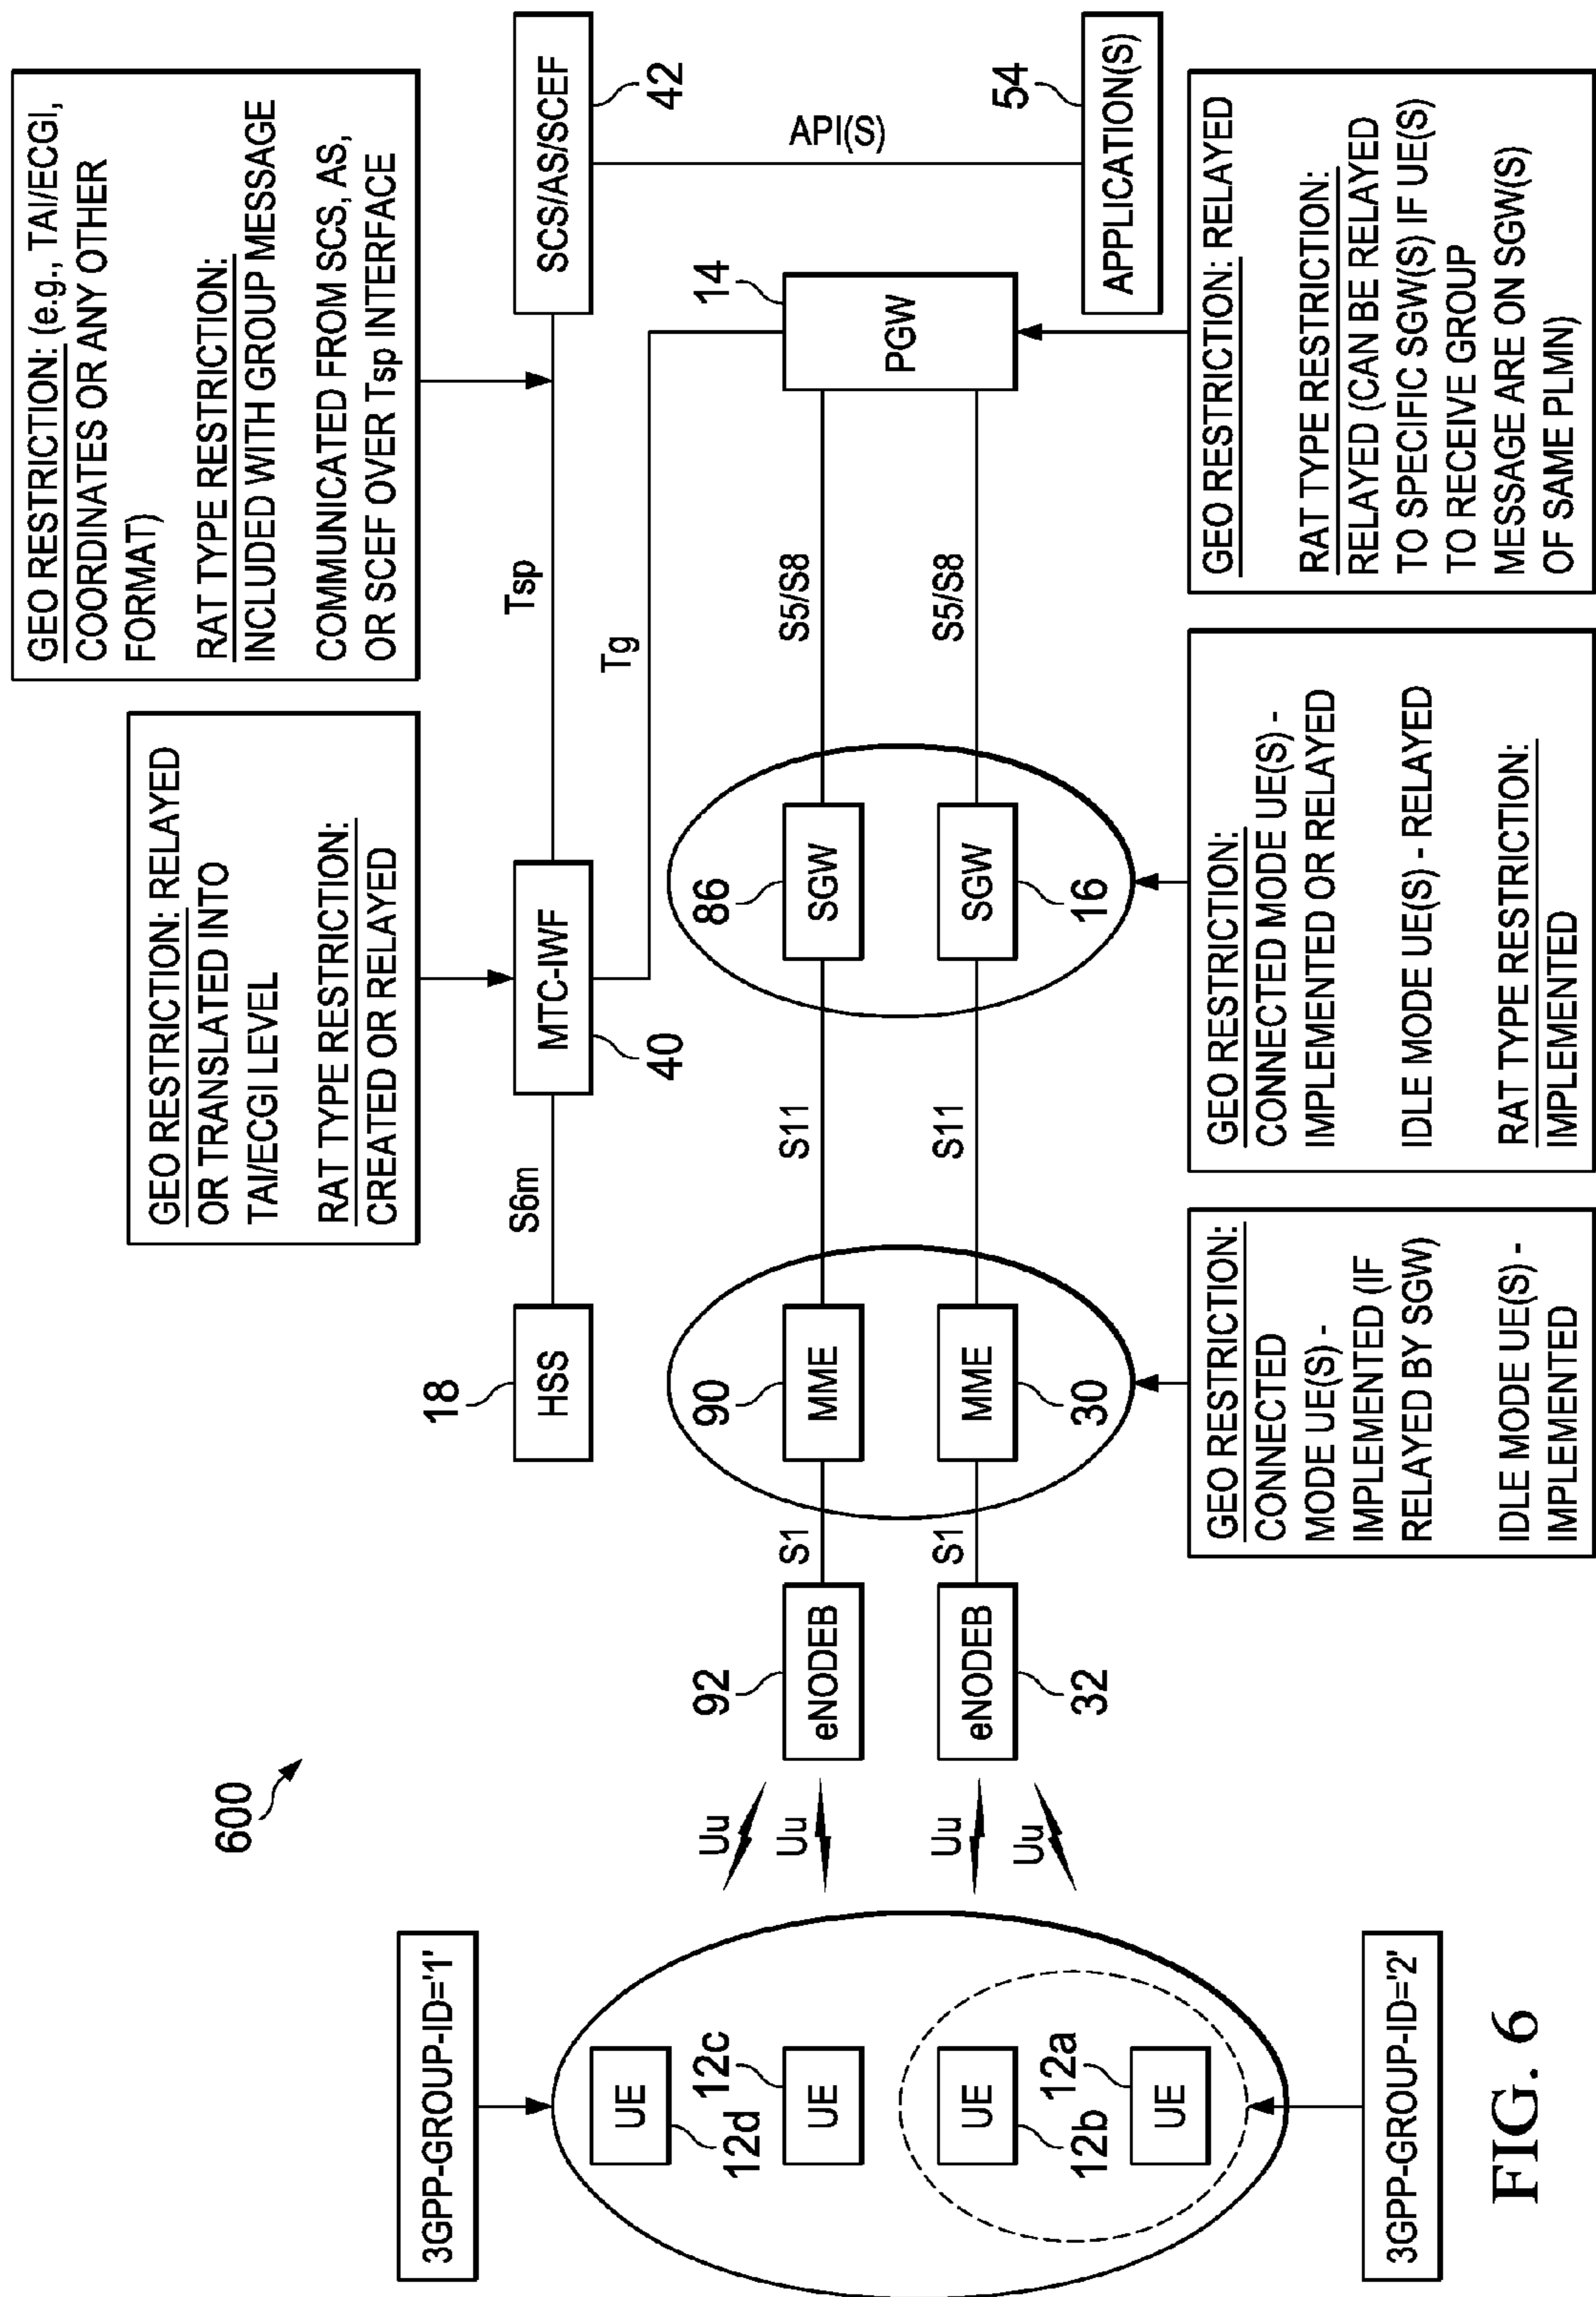 600
3GPP-GROUP-ID='1'
UE
12d
12c
UE
UE
12b
12a
UE
3GPP-GROUP-ID='2'
Uu
Uu
Uu
Uu
92
eNODEB
eNODEB
32
S1
S1
18
HSS
90
MME
MME
30
GEO RESTRICTION:
CONNECTED
MODE UE(S) -
IMPLEMENTED (IF
RELAYED BY SGW)
IDLE MODE UE(S) -
IMPLEMENTED
S6m
S11
S11
GEO RESTRICTION: RELAYED
OR TRANSLATED INTO
TAI/ECGI LEVEL
RAT TYPE RESTRICTION:
CREATED OR RELAYED
MTC-IWF
40
86
SGW
SGW
16
GEO RESTRICTION:
CONNECTED MODE UE(S) -
IMPLEMENTED OR RELAYED
IDLE MODE UE(S) - RELAYED
RAT TYPE RESTRICTION:
IMPLEMENTED
Tsp
Tg
S5/S8
S5/S8
GEO RESTRICTION: (e.g., TAI/ECGI,
COORDINATES OR ANY OTHER
FORMAT)
RAT TYPE RESTRICTION:
INCLUDED WITH GROUP MESSAGE
COMMUNICATED FROM SCS, AS,
OR SCEF OVER Tsp INTERFACE
14
PGW
GEO RESTRICTION: RELAYED
RAT TYPE RESTRICTION:
RELAYED (CAN BE RELAYED
TO SPECIFIC SGW(S) IF UE(S)
TO RECEIVE GROUP
MESSAGE ARE ON SGW(S)
OF SAME PLMN)
SCS/AS/SCEF
42
API(S)
54
APPLICATION(S)
FIG. 6